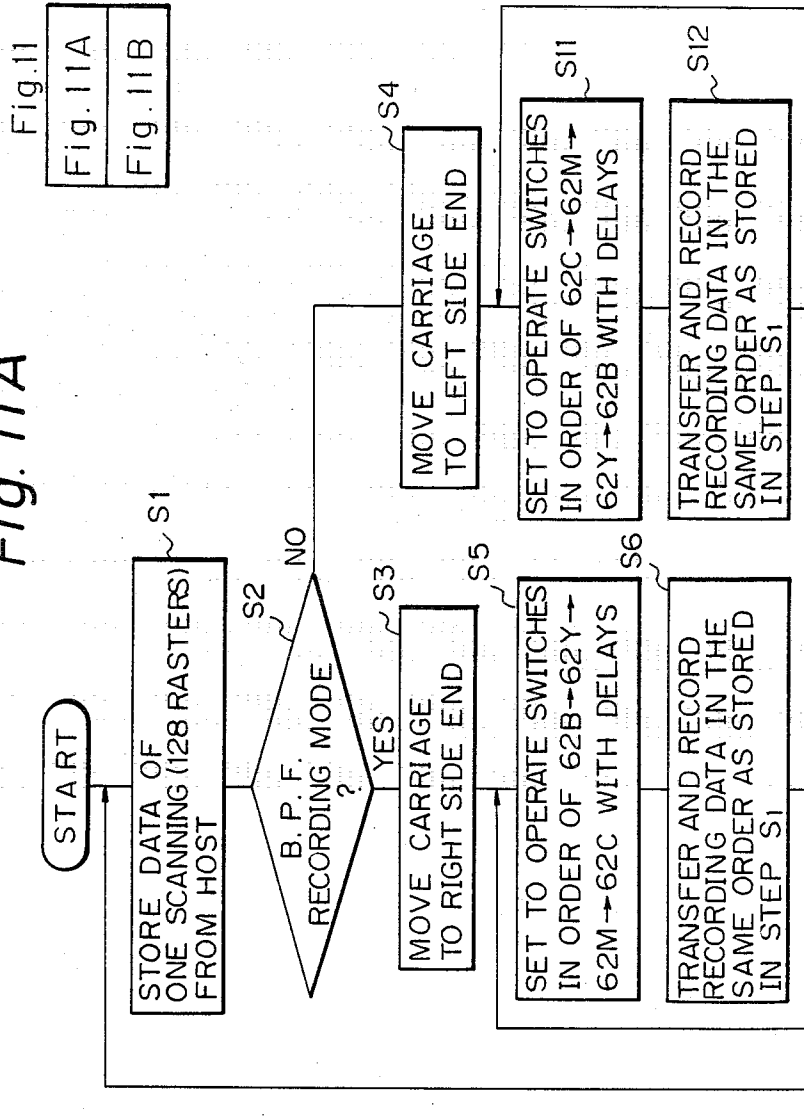 Fig. 11A
Fig. 11
Fig. 11A
Fig. 11B
START
STORE DATA OF
ONE SCANNING (128 RASTERS)
FROM HOST
S1
B. P. F.
RECORDING MODE
?
S2
NO
YES
MOVE CARRIAGE
TO RIGHT SIDE END
S3
MOVE CARRIAGE
TO LEFT SIDE END
S4
SET TO OPERATE SWITCHES
IN ORDER OF 62B→62Y→
62M→62C WITH DELAYS
S5
SET TO OPERATE SWITCHES
IN ORDER OF 62C→62M→
62Y→62B WITH DELAYS
S11
TRANSFER AND RECORD
RECORDING DATA IN THE
SAME ORDER AS STORED
IN STEP S1
S6
TRANSFER AND RECORD
RECORDING DATA IN THE
SAME ORDER AS STORED
IN STEP S1
S12